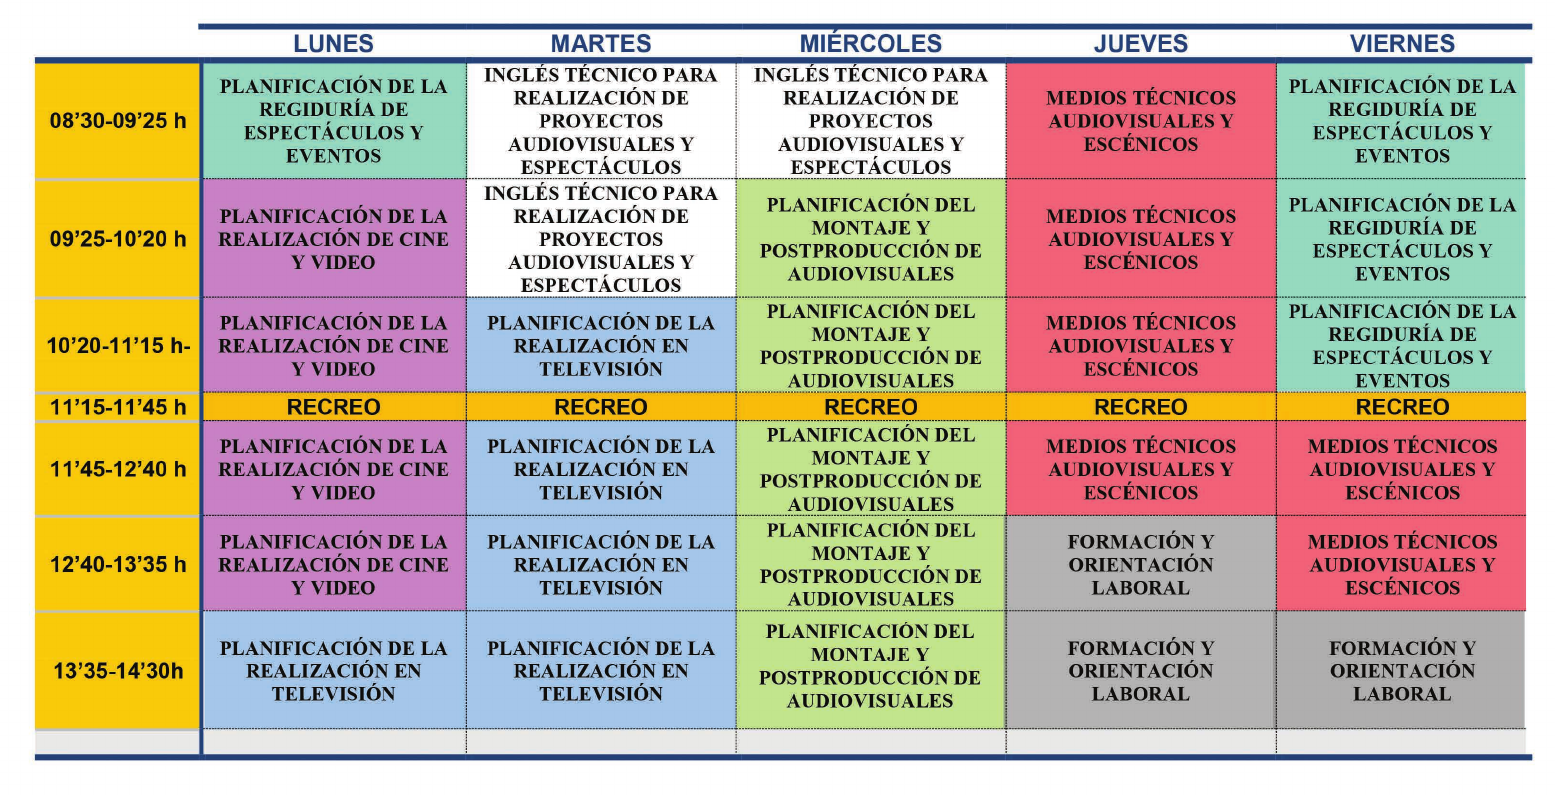 LUNES MARTES MIÉRCOLES JUEVES VIERNES
08’30-09’25 h
PLANIFICACIÓN DE LA
REGIDURÍA DE
ESPECTÁCULOS Y
EVENTOS
INGLÉS TÉCNICO PARA
REALIZACIÓN DE
PROYECTOS
AUDIOVISUALES Y
ESPECTÁCULOS
INGLÉS TÉCNICO PARA
REALIZACIÓN DE
PROYECTOS
AUDIOVISUALES Y
ESPECTÁCULOS
MEDIOS TÉCNICOS
AUDIOVISUALES Y
ESCÉNICOS
PLANIFICACIÓN DE LA
REGIDURÍA DE
ESPECTÁCULOS Y
EVENTOS
09’25-10’20 h
PLANIFICACIÓN DE LA
REALIZACIÓN DE CINE
Y VIDEO
INGLÉS TÉCNICO PARA
REALIZACIÓN DE
PROYECTOS
AUDIOVISUALES Y
ESPECTÁCULOS
PLANIFICACIÓN DEL
MONTAJE Y
POSTPRODUCCIÓN DE
AUDIOVISUALES
MEDIOS TÉCNICOS
AUDIOVISUALES Y
ESCÉNICOS
PLANIFICACIÓN DE LA
REGIDURÍA DE
ESPECTÁCULOS Y
EVENTOS
10’20-11’15 h-
PLANIFICACIÓN DE LA
REALIZACIÓN DE CINE
Y VIDEO
PLANIFICACIÓN DE LA
REALIZACIÓN EN
TELEVISIÓN
PLANIFICACIÓN DEL
MONTAJE Y
POSTPRODUCCIÓN DE
AUDIOVISUALES
MEDIOS TÉCNICOS
AUDIOVISUALES Y
ESCÉNICOS
PLANIFICACIÓN DE LA
REGIDURÍA DE
ESPECTÁCULOS Y
EVENTOS
11’15-11’45 h RECREO RECREO RECREO RECREO RECREO
11’45-12’40 h
PLANIFICACIÓN DE LA
REALIZACIÓN DE CINE
Y VIDEO
PLANIFICACIÓN DE LA
REALIZACIÓN EN
TELEVISIÓN
PLANIFICACIÓN DEL
MONTAJE Y
POSTPRODUCCIÓN DE
AUDIOVISUALES
MEDIOS TÉCNICOS
AUDIOVISUALES Y
ESCÉNICOS
MEDIOS TÉCNICOS
AUDIOVISUALES Y
ESCÉNICOS
12’40-13’35 h
PLANIFICACIÓN DE LA
REALIZACIÓN DE CINE
Y VIDEO
PLANIFICACIÓN DE LA
REALIZACIÓN EN
TELEVISIÓN
PLANIFICACIÓN DEL
MONTAJE Y
POSTPRODUCCIÓN DE
AUDIOVISUALES
FORMACIÓN Y
ORIENTACIÓN
LABORAL
MEDIOS TÉCNICOS
AUDIOVISUALES Y
ESCÉNICOS
13’35-14’30h
PLANIFICACIÓN DE LA
REALIZACIÓN EN
TELEVISIÓN
PLANIFICACIÓN DE LA
REALIZACIÓN EN
TELEVISIÓN
PLANIFICACIÓN DEL
MONTAJE Y
POSTPRODUCCIÓN DE
AUDIOVISUALES
FORMACIÓN Y
ORIENTACIÓN
LABORAL
FORMACIÓN Y
ORIENTACIÓN
LABORAL